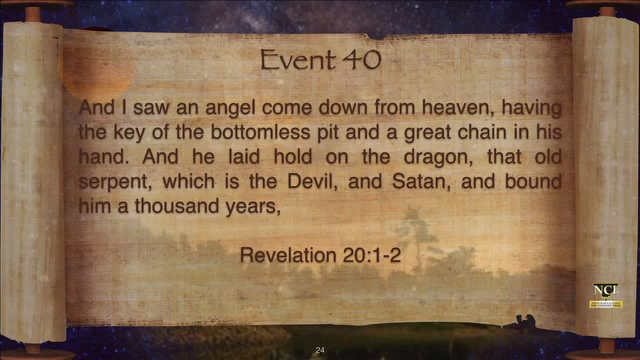 Event 40
And I saw an angel come down from heaven, having
the key of the bottomless pit and a great chain in his
hand. And he laid hold on the dragon, that old
serpent, which is the Devil, and Satan, and bound
him a thousand years,
Revelation 20:1-2
NCI
24